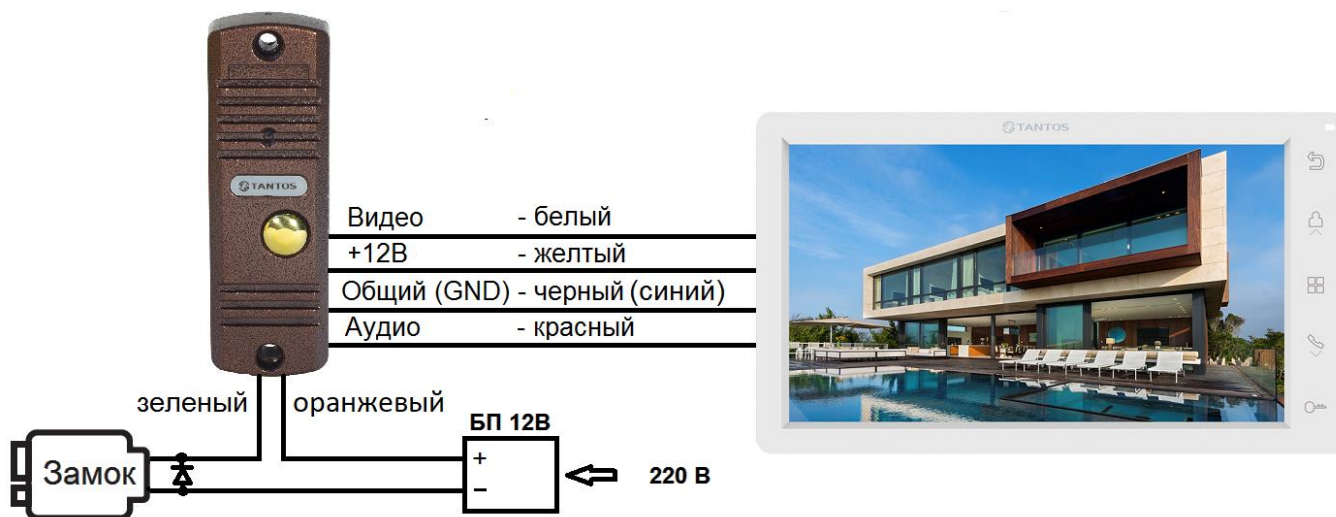 TANTOS
TANTOS
Видео - белый
+12В - желтый
Общий (GND) - черный (синий)
Аудио - красный
зеленый оранжевый
БП 12В
Замок
+
−
220 В